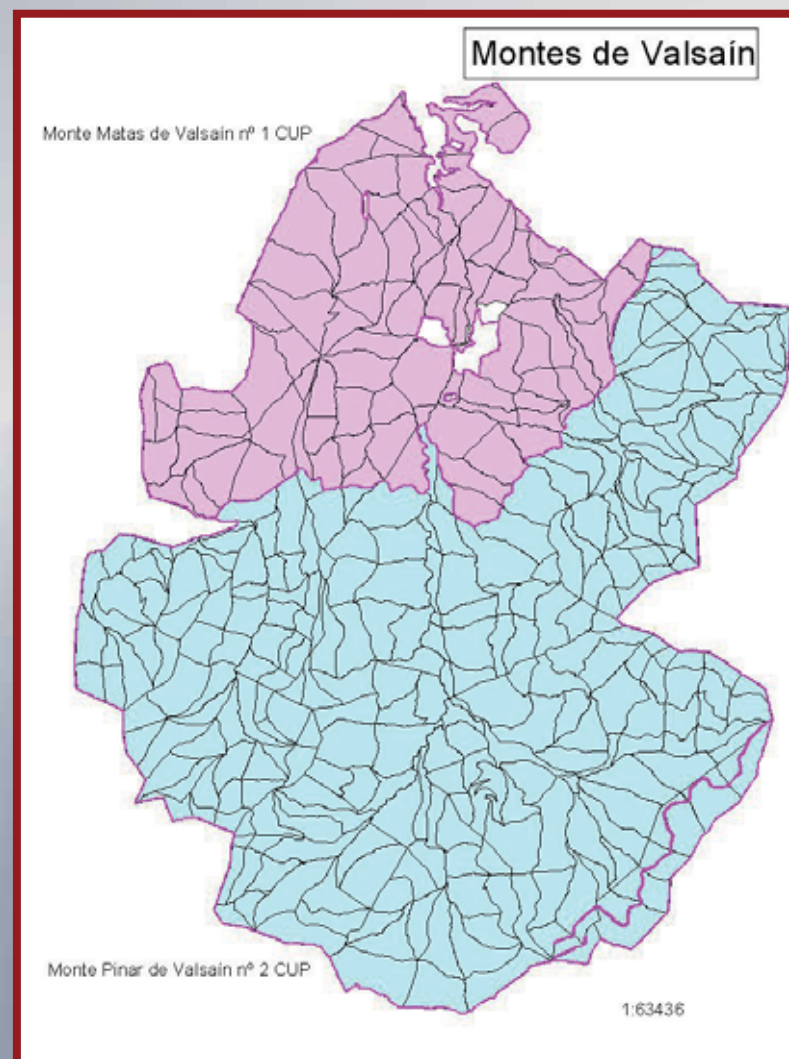 Montes de Valsaín
Monte Matas de Valsaín nº 1 CUP
Monte Pinar de Valsaín nº 2 CUP
1:63436